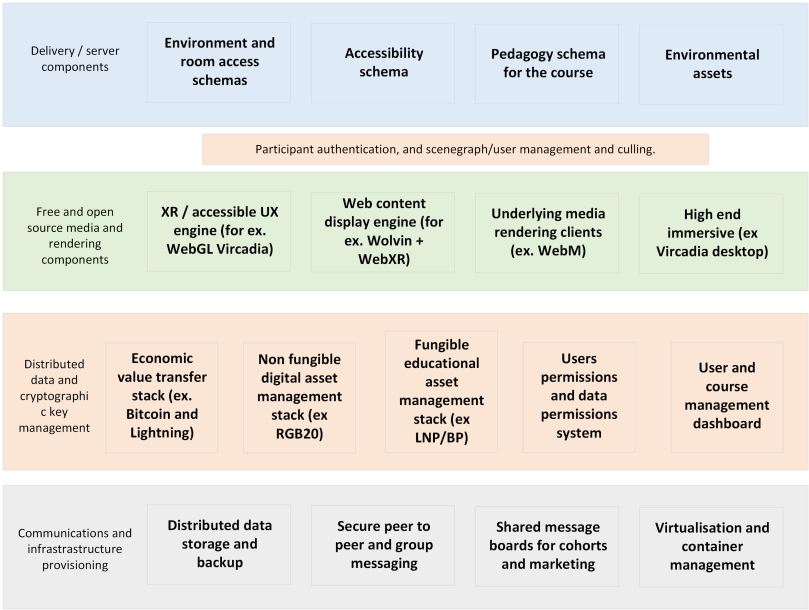 Delivery / server
components
Environment and
room access
schemas
Accessibility
schema
Pedagogy schema
for the course
Environmental
assets
Participant authentication, and scenegraph/user management and culling.
Free and open
source media and
rendering
components
XR / accessible UX
engine (for ex.
WebGL Vircadia)
Web content
display engine (for
ex. Wolvin +
WebXR)
Underlying media
rendering clients
(ex. WebM)
High end
immersive (ex
Vircadia desktop)
Distributed
data and
cryptographi
c key
management
Economic
value transfer
stack (ex.
Bitcoin and
Lightning)
Non fungible
digital asset
management
stack (ex
RGB20)
Fungible
educational
asset
management
stack (ex
LNP/BP)
Users
permissions
and data
permissions
system
User and
course
management
dashboard
Communications and
infrastrastructure
provisioning
Distributed data
storage and
backup
Secure peer to
peer and group
messaging
Shared message
boards for cohorts
and marketing
Virtualisation and
container
management